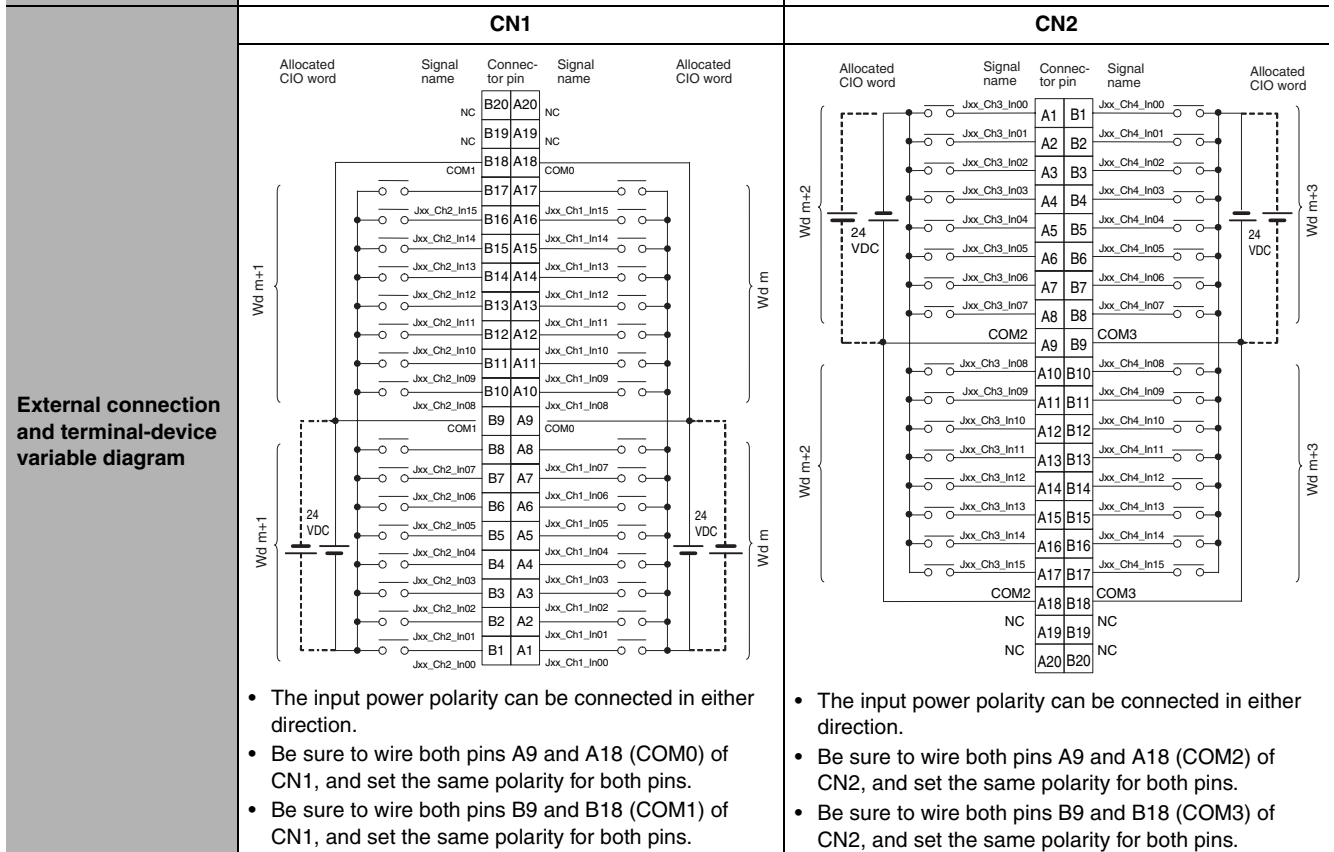 CN1
CN2
External connection
and terminal-device
variable diagram
Allocated
CIO word
Signal
name
Connec-
tor pin
Signal
name
Allocated
CIO word
NC B20 A20 NC
NC B19 A19 NC
COM1 B18 A18 COM0
B17 A17
Jxx_Ch2_In15 B16 A16 Jxx_Ch1_In15
Jxx_Ch2_In14 B15 A15 Jxx_Ch1_In14
Jxx_Ch2_In13 B14 A14 Jxx_Ch1_In13
Jxx_Ch2_In12 B13 A13 Jxx_Ch1_In12
Jxx_Ch2_In11 B12 A12 Jxx_Ch1_In11
Jxx_Ch2_In10 B11 A11 Jxx_Ch1_In10
Jxx_Ch2_In09 B10 A10 Jxx_Ch1_In09
Jxx_Ch2_In08 Jxx_Ch1_In08
COM1 B9 A9 COM0
B8 A8
Jxx_Ch2_In07 B7 A7 Jxx_Ch1_In07
Jxx_Ch2_In06 B6 A6 Jxx_Ch1_In06
Jxx_Ch2_In05 B5 A5 Jxx_Ch1_In05
Jxx_Ch2_In04 B4 A4 Jxx_Ch1_In04
Jxx_Ch2_In03 B3 A3 Jxx_Ch1_In03
Jxx_Ch2_In02 B2 A2 Jxx_Ch1_In02
Jxx_Ch2_In01 B1 A1 Jxx_Ch1_In01
Jxx_Ch2_In00 Jxx_Ch1_In00
Wd m+1
Wd m
Wd m+1
Wd m
24
VDC
24
VDC
• The input power polarity can be connected in either
direction.
• Be sure to wire both pins A9 and A18 (COM0) of
CN1, and set the same polarity for both pins.
• Be sure to wire both pins B9 and B18 (COM1) of
CN1, and set the same polarity for both pins.
Allocated
CIO word
Signal
name
Connec-
tor pin
Signal
name
Allocated
CIO word
Jxx_Ch3_In00 A1 B1 Jxx_Ch4_In00
Jxx_Ch3_In01 A2 B2 Jxx_Ch4_In01
Jxx_Ch3_In02 A3 B3 Jxx_Ch4_In02
Jxx_Ch3_In03 A4 B4 Jxx_Ch4_In03
Jxx_Ch3_In04 A5 B5 Jxx_Ch4_In04
Jxx_Ch3_In05 A6 B6 Jxx_Ch4_In05
Jxx_Ch3_In06 A7 B7 Jxx_Ch4_In06
Jxx_Ch3_In07 A8 B8 Jxx_Ch4_In07
COM2 A9 B9 COM3
Jxx_Ch3 _In08 A10 B10 Jxx_Ch4_In08
Jxx_Ch3_In09 A11 B11 Jxx_Ch4_In09
Jxx_Ch3_In10 A12 B12 Jxx_Ch4_In10
Jxx_Ch3_In11 A13 B13 Jxx_Ch4_In11
Jxx_Ch3_In12 A14 B14 Jxx_Ch4_In12
Jxx_Ch3_In13 A15 B15 Jxx_Ch4_In13
Jxx_Ch3_In14 A16 B16 Jxx_Ch4_In14
Jxx_Ch3_In15 A17 B17 Jxx_Ch4_In15
COM2 A18 B18 COM3
NC A19 B19 NC
NC A20 B20 NC
Wd m+2
Wd m+3
Wd m+2
Wd m+3
24
VDC
24
VDC
• The input power polarity can be connected in either
direction.
• Be sure to wire both pins A9 and A18 (COM2) of
CN2, and set the same polarity for both pins.
• Be sure to wire both pins B9 and B18 (COM3) of
CN2, and set the same polarity for both pins.